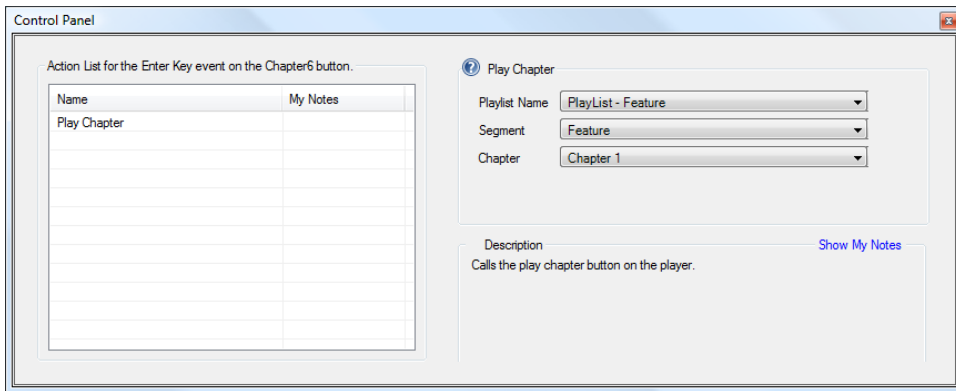 Control Panel
Action List for the Enter Key event on the Chapter6 button.
Name My Notes
Play Chapter
Play Chapter
Playlist Name PlayList - Feature
Segment Feature
Chapter Chapter 1
Description Show My Notes
Calls the play chapter button on the player.